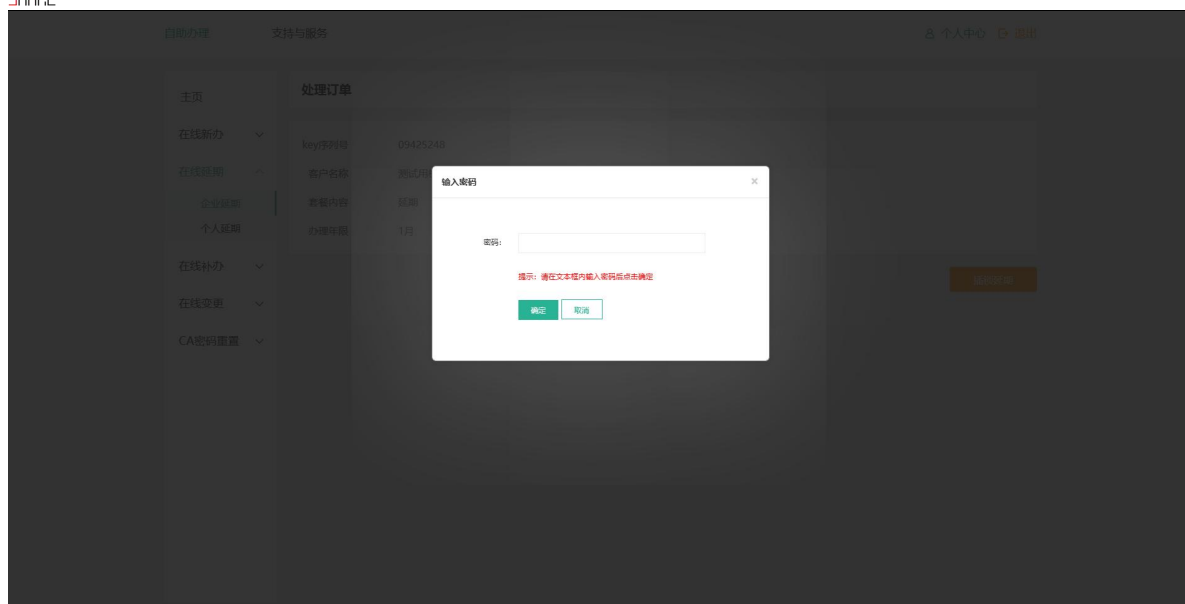 自助办理 支持与服务 个人中心 退出
主页
处理订单
在线新办
key序列号 09425248
在线延期
客户名称 测试用
输入密码
企业延期
套餐内容 延期
个人延期
办理年限 1月
密码:
在线补办
提示: 请在文本框内输入密码后点击确定
在线变更
确定 取消
CA密码重置